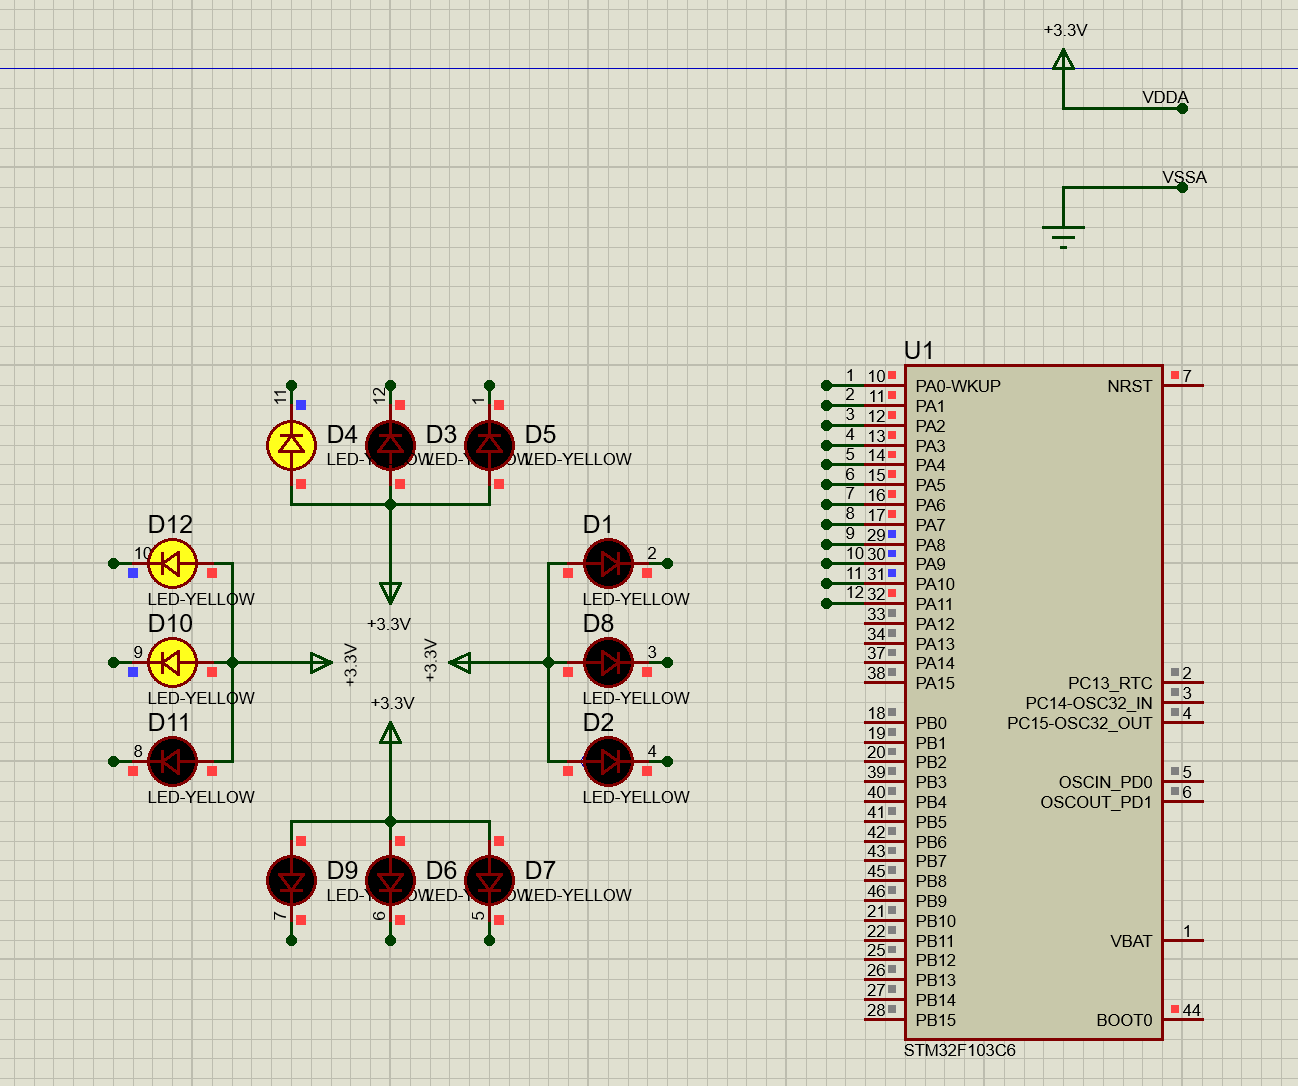 +3.3V
VDDA
VSSA
11
12
1
D4
D3
D5
LED-YELLOW
LED-YELLOW
LED-YELLOW
D12
10
LED-YELLOW
D1
2
LED-YELLOW
+3.3V
D10
9
LED-YELLOW
+3.3V
+3.3V
D8
3
LED-YELLOW
+3.3V
D11
8
LED-YELLOW
D2
4
LED-YELLOW
D9
D6
D7
LED-YELLOW
LED-YELLOW
LED-YELLOW
7
6
5
U1
1 10 PA0-WKUP
2 11 PA1
3 12 PA2
4 13 PA3
5 14 PA4
6 15 PA5
7 16 PA6
8 17 PA7
9 29 PA8
10 30 PA9
11 31 PA10
12 32 PA11
33 PA12
34 PA13
37 PA14
38 PA15
18 PB0
19 PB1
20 PB2
39 PB3
40 PB4
41 PB5
42 PB6
43 PB7
45 PB8
46 PB9
21 PB10
22 PB11
25 PB12
26 PB13
27 PB14
28 PB15
NRST 7
PC13_RTC 2
PC14-OSC32_IN 3
PC15-OSC32_OUT 4
OSCIN_PD0 5
OSCOUT_PD1 6
VBAT 1
BOOT0 44
STM32F103C6